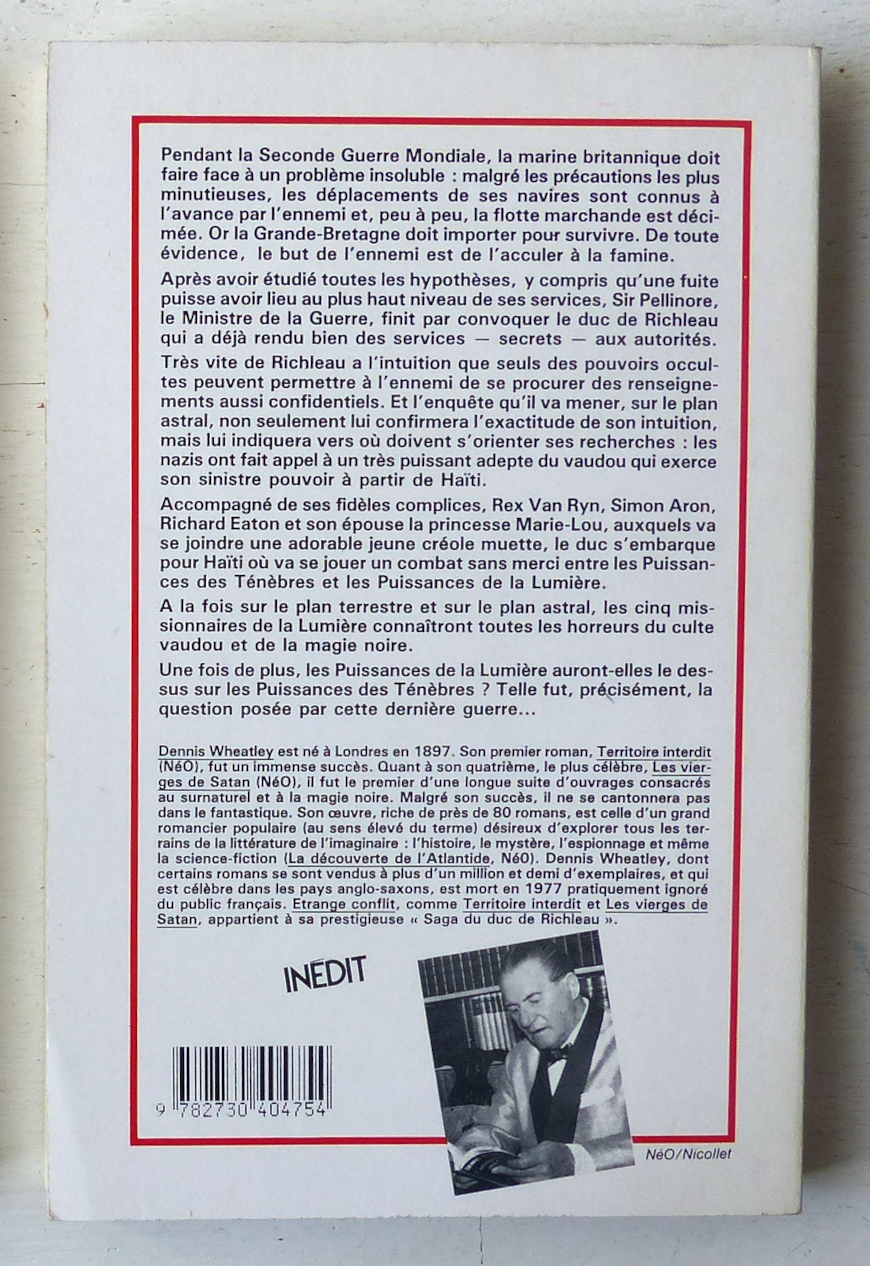 Pendant la Seconde Guerre Mondiale, la marine britannique doit
faire face à un problème insoluble : malgré les précautions les plus
minutieuses, les déplacements de ses navires sont connus à
l'avance par l'ennemi et, peu à peu, la flotte marchande est déci-
mée. Or la Grande-Bretagne doit importer pour survivre. De toute
évidence, le but de l'ennemi est de l'acculer à la famine.
Après avoir étudié toutes les hypothèses, y compris qu'une fuite
puisse avoir lieu au plus haut niveau de ses services, Sir Pellinore,
le Ministre de la Guerre, finit par convoquer le duc de Richleau
qui a déjà rendu bien des services — secrets — aux autorités.
Très vite de Richleau a l'intuition que seuls des pouvoirs occul-
tes peuvent permettre à l'ennemi de se procurer des renseigne-
ments aussi confidentiels. Et l'enquête qu'il va mener, sur le plan
astral, non seulement lui confirmera l'exactitude de son intuition,
mais lui indiquera vers où doivent s'orienter ses recherches : les
nazis ont fait appel à un très puissant adepte du vaudou qui exerce
son sinistre pouvoir à partir de Haïti.
Accompagné de ses fidèles complices, Rex Van Ryn, Simon Aron,
Richard Eaton et son épouse la princesse Marie-Lou, auxquels va
se joindre une adorable jeune créole muette, le duc s'embarque
pour Haïti où va se jouer un combat sans merci entre les Puissan-
ces des Ténèbres et les Puissances de la Lumière.
A la fois sur le plan terrestre et sur le plan astral, les cinq mis-
sionnaires de la Lumière connaîtront toutes les horreurs du culte
vaudou et de la magie noire.
Une fois de plus, les Puissances de la Lumière auront-elles le des-
sus sur les Puissances des Ténèbres ? Telle fut, précisément, la
question posée par cette dernière guerre...
Dennis Wheatley est né à Londres en 1897. Son premier roman, Territoire interdit
(NéO), fut un immense succès. Quant à son quatrième, le plus célèbre, Les vier-
ges de Satan (NéO), il fut le premier d'une longue suite d'ouvrages consacrés
au surnaturel et à la magie noire. Malgré son succès, il ne se cantonnera pas
dans le fantastique. Son œuvre, riche de près de 80 romans, est celle d'un grand
romancier populaire (au sens élevé du terme) désireux d'explorer tous les ter-
rains de la littérature de l'imaginaire : l'histoire, le mystère, l'espionnage et même
la science-fiction (La découverte de l'Atlantide, NéO). Dennis Wheatley, dont
certains romans se sont vendus à plus d'un million et demi d'exemplaires, et qui
est célèbre dans les pays anglo-saxons, est mort en 1977 pratiquement ignoré
du public français. Etrange conflit, comme Territoire interdit et Les vierges de
Satan, appartient à sa prestigieuse « Saga du duc de Richleau ».
INÉDIT
9 782730 404754
NéO/Nicollet